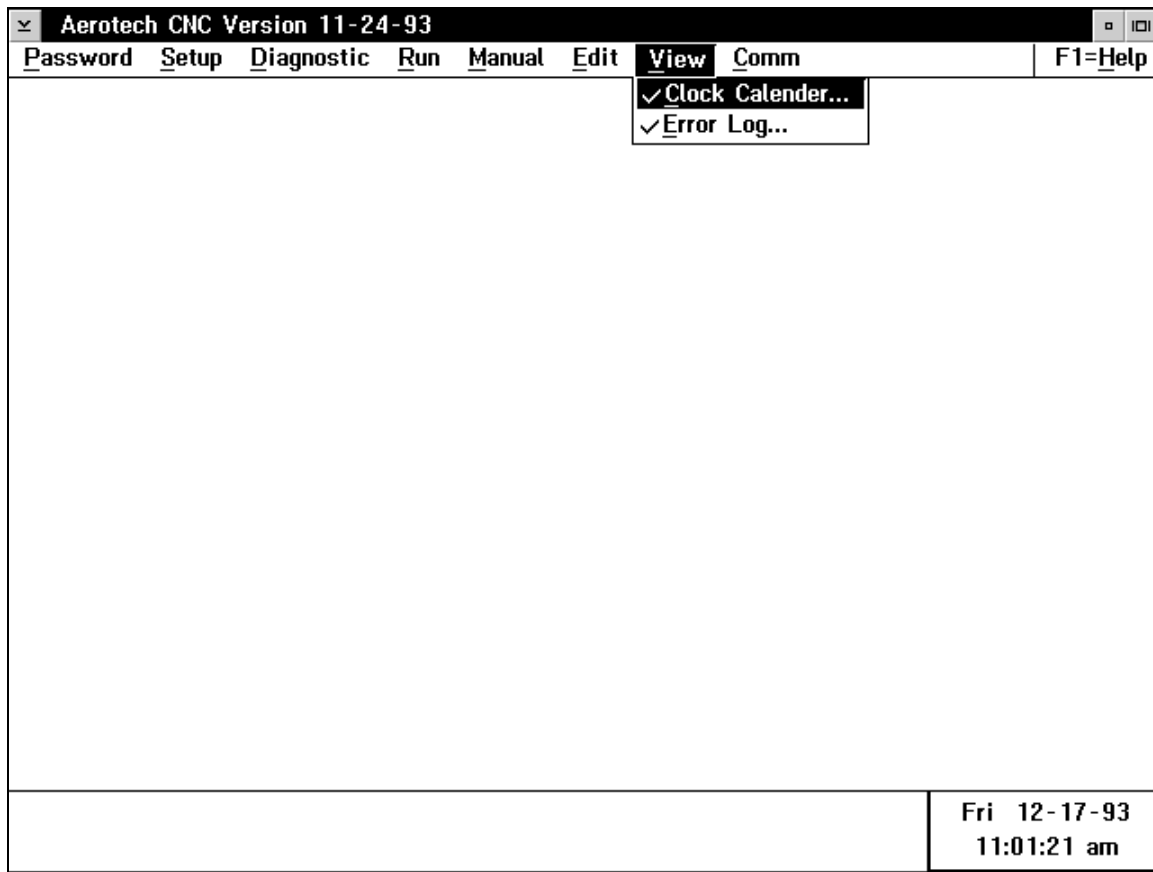 Aerotech CNC Version 11-24-93
Password Setup Diagnostic Run Manual Edit View Comm F1=Help
Clock Calender...
Error Log...
Fri 12-17-93
11:01:21 am